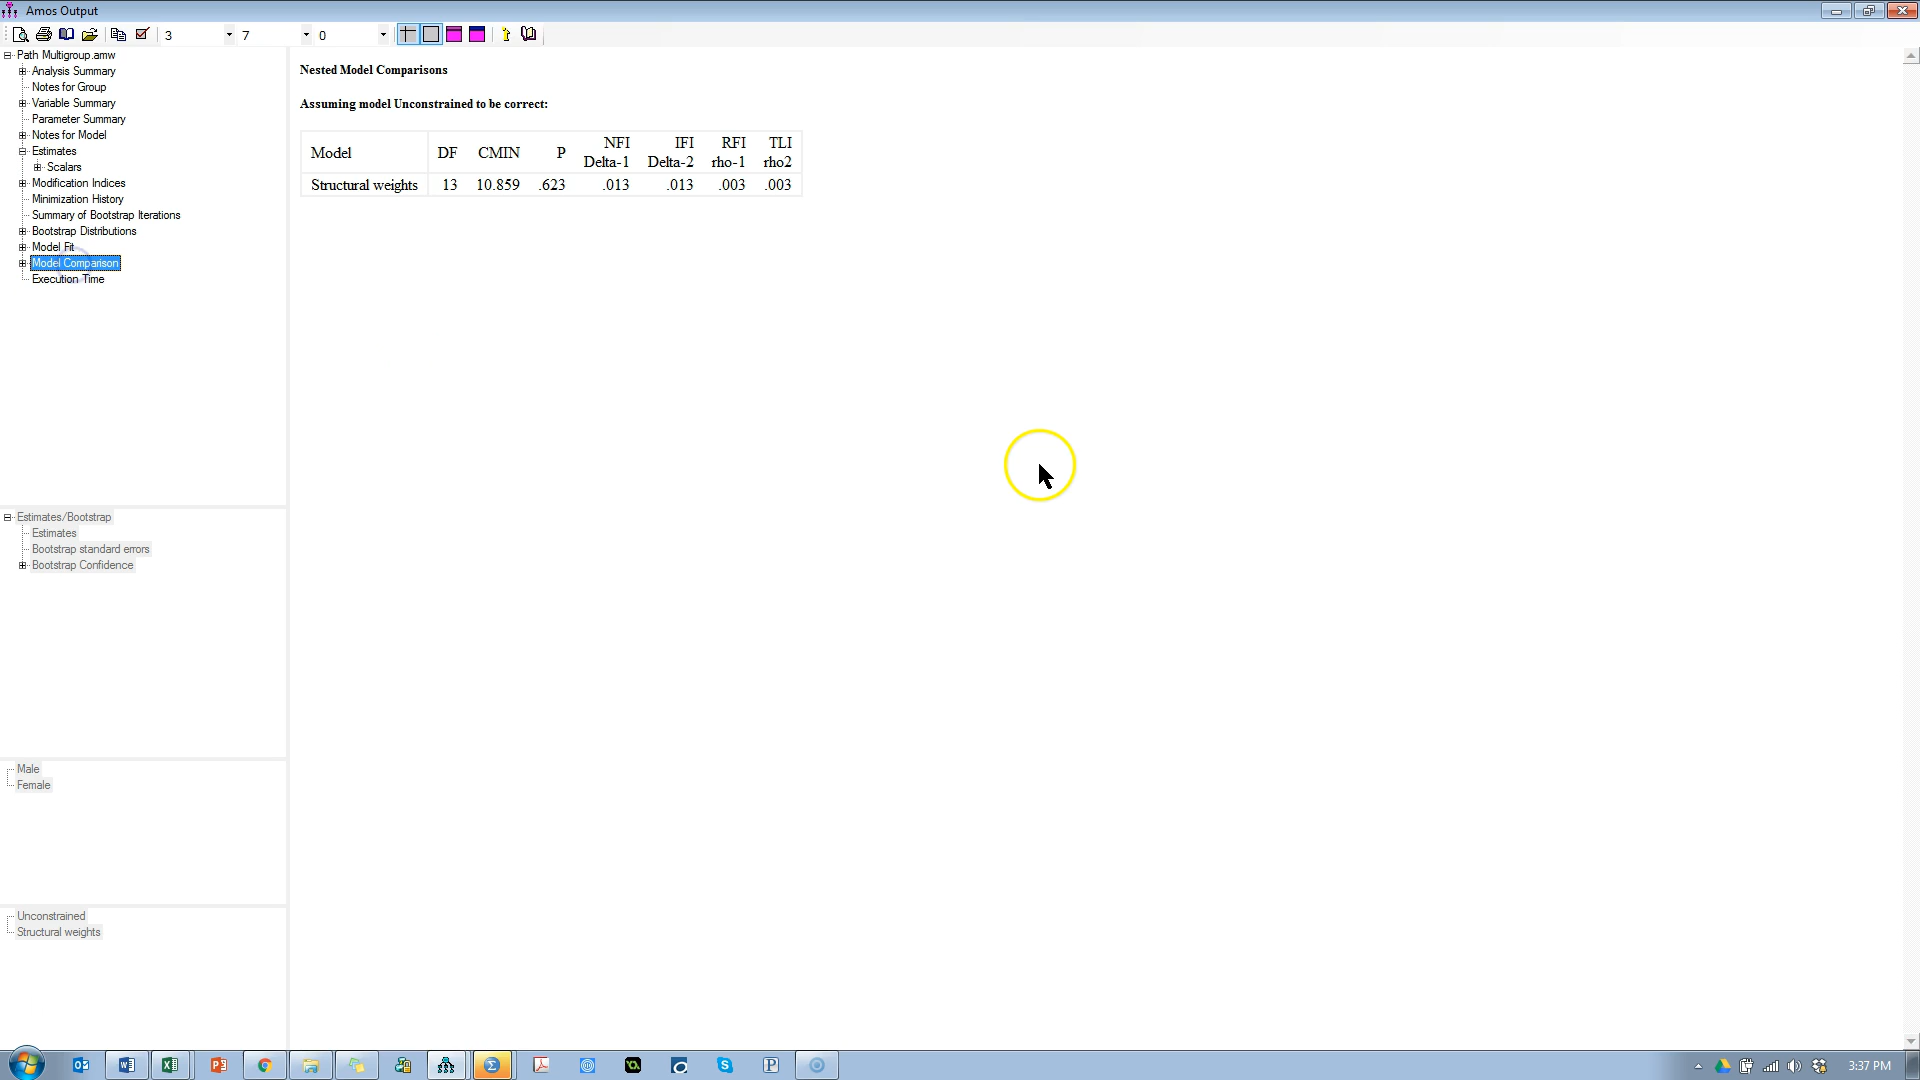 Amos Output
3 7 0
Path Multigroup.amw
Analysis Summary
Notes for Group
Variable Summary
Parameter Summary
Notes for Model
Estimates
Scalars
Modification Indices
Minimization History
Summary of Bootstrap Iterations
Bootstrap Distributions
Model Fit
Model Comparison
Execution Time
Estimates/Bootstrap
Estimates
Bootstrap standard errors
Bootstrap Confidence
Male
Female
Unconstrained
Structural weights
Nested Model Comparisons
Assuming model Unconstrained to be correct:
Model DF CMIN P NFI Delta-1 IFI Delta-2 RFI rho-1 TLI rho2
Structural weights 13 10.859 .623 .013 .013 .003 .003
3:37 PM